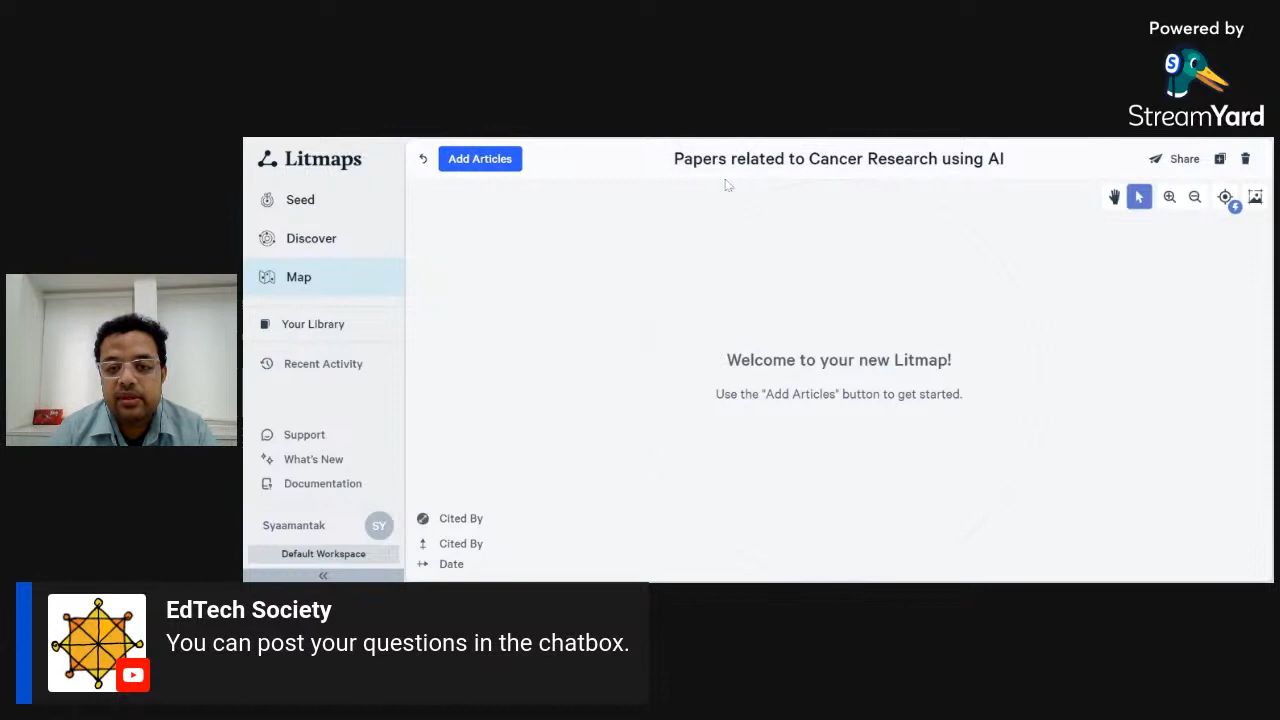 Powered by
StreamYard
Litmaps
Add Articles
Papers related to Cancer Research using AI
Share
Seed
Discover
Map
Your Library
Recent Activity
Welcome to your new Litmap!
Use the "Add Articles" button to get started.
Support
What's New
Documentation
Syaamantak
SY
Default Workspace
Cited By
Cited By
Date
EdTech Society
You can post your questions in the chatbox.